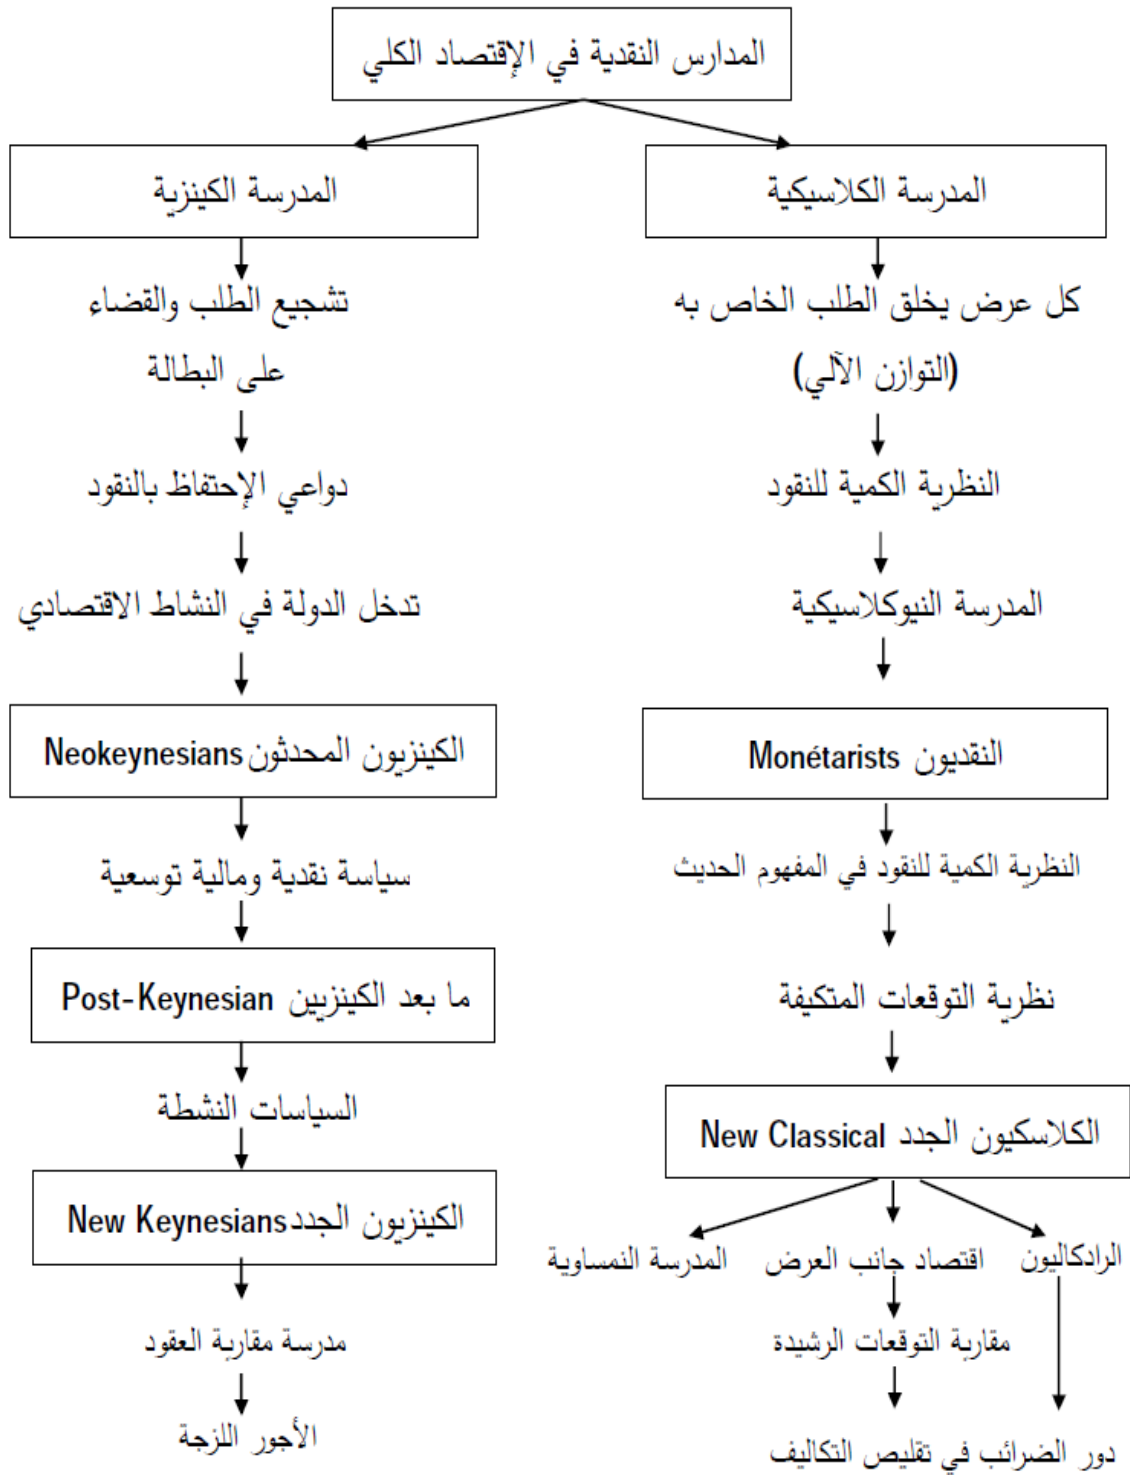 المدارس النقدية في الإقتصاد الكلي
المدرسة الكلاسيكية
كل عرض يخلق الطلب الخاص به
(التوازن الآلي)
النظرية الكمية للنقود
المدرسة النيوكلاسيكية
النقديون Monétarists
النظرية الكمية للنقود في المفهوم الحديث
نظرية التوقعات المتكيفة
الكلاسكيون الجدد New Classical
الرادكاليون
اقتصاد جانب العرض
المدرسة النمساوية
مقاربة التوقعات الرشيدة
دور الضرائب في تقليص التكاليف
المدرسة الكينزية
تشجيع الطلب والقضاء
على البطالة
دواعي الإحتفاظ بالنقود
تدخل الدولة في النشاط الاقتصادي
الكينزيون المحدثون Neokeynesians
سياسة نقدية ومالية توسعية
ما بعد الكينزيين Post-Keynesian
السياسات النشطة
الكينزيون الجدد New Keynesians
مدرسة مقاربة العقود
الأجور اللزجة